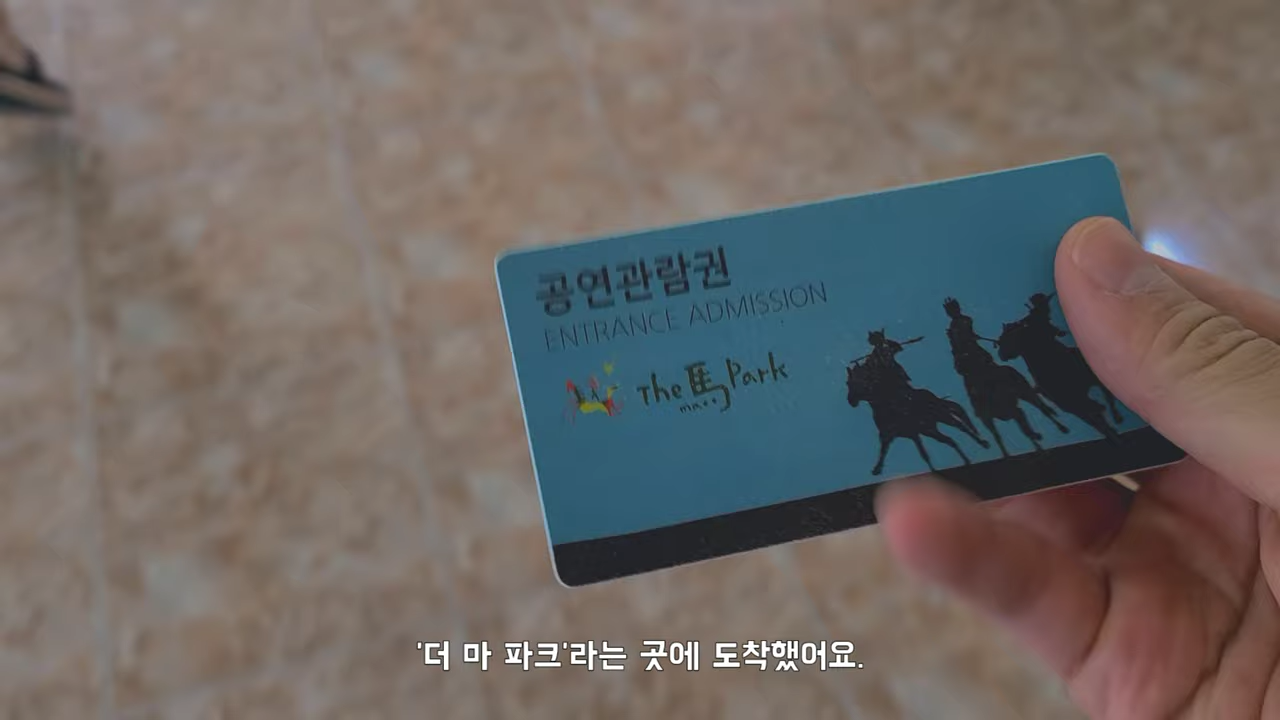 공연관람권
ENTRANCE ADMISSION
The 馬 Park
'더 마 파크'라는 곳에 도착했어요.